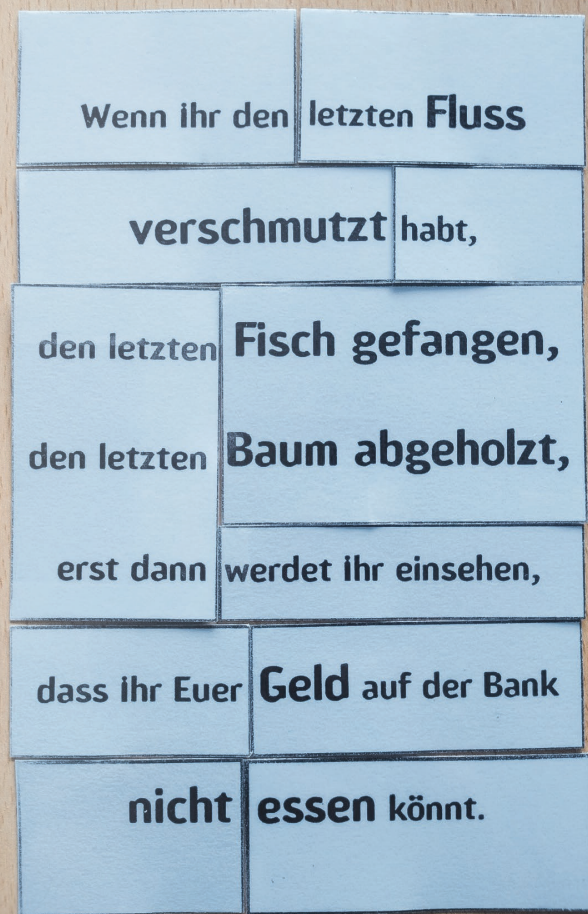 Wenn ihr den letzten Fluss
verschmutzt habt,
den letzten Fisch gefangen,
den letzten Baum abgeholzt,
erst dann werdet ihr einsehen,
dass ihr Euer Geld auf der Bank
nicht essen könnt.